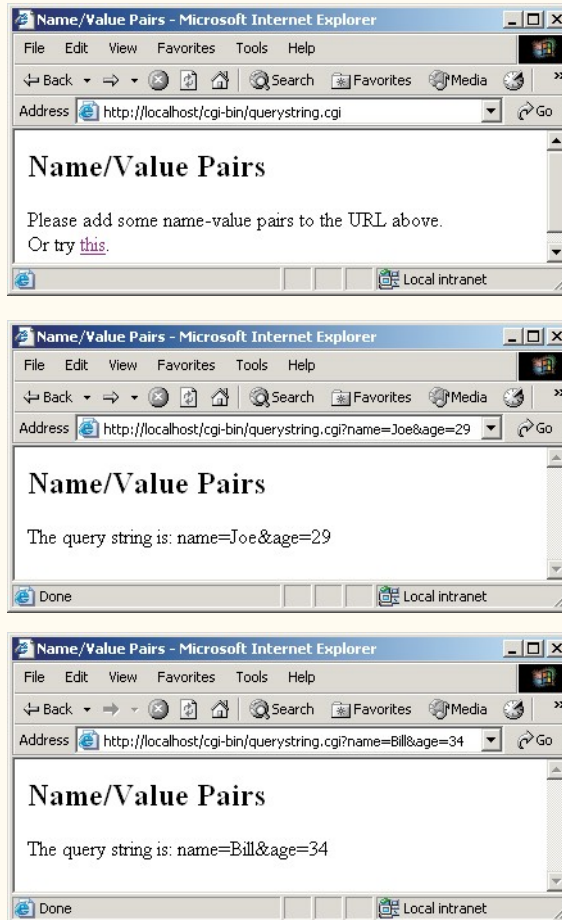 Name/Value Pairs - Microsoft Internet Explorer
File Edit View Favorites Tools Help
Back Search Favorites Media »
Address http://localhost/cgi-bin/querystring.cgi Go
Name/Value Pairs
Please add some name-value pairs to the URL above.
Or try this.
Local intranet
Name/Value Pairs - Microsoft Internet Explorer
File Edit View Favorites Tools Help
Back Search Favorites Media »
Address http://localhost/cgi-bin/querystring.cgi?name=Joe&age=29 Go
Name/Value Pairs
The query string is: name=Joe&age=29
Done Local intranet
Name/Value Pairs - Microsoft Internet Explorer
File Edit View Favorites Tools Help
Back Search Favorites Media »
Address http://localhost/cgi-bin/querystring.cgi?name=Bill&age=34 Go
Name/Value Pairs
The query string is: name=Bill&age=34
Done Local intranet